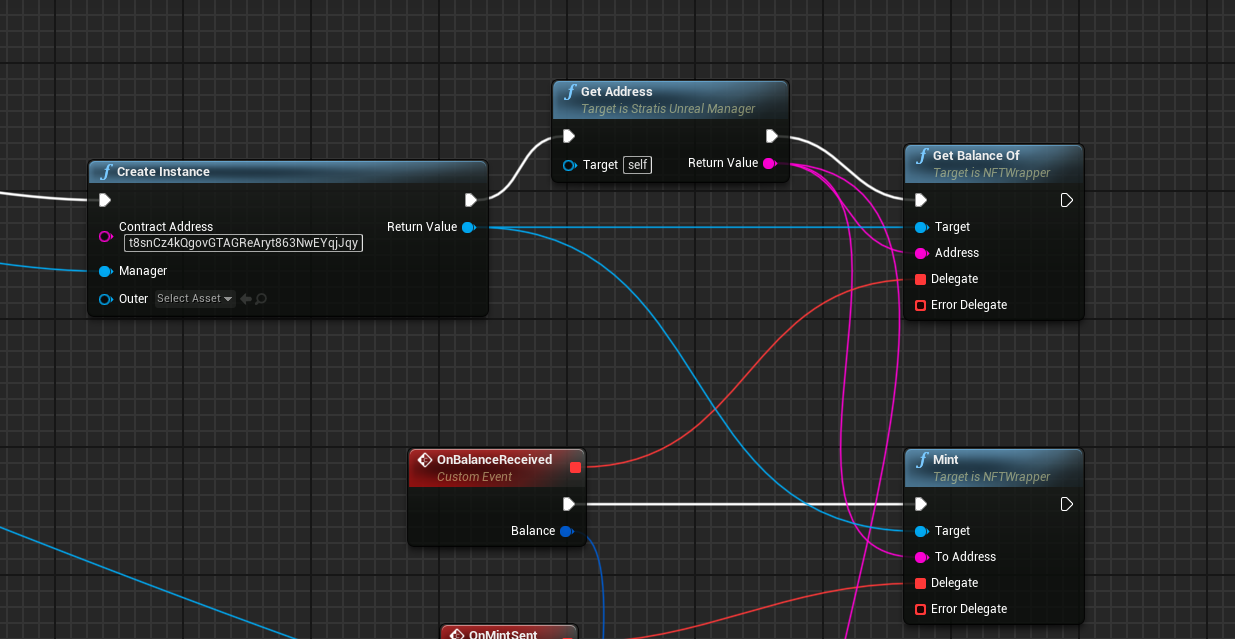 Get Address
Target is Stratis Unreal Manager
Target self
Return Value
Create Instance
Contract Address
t8snCz4kQgovGTAGReAryt863NwEYqjJqy
Return Value
Manager
Outer Select Asset
Get Balance Of
Target is NFTWrapper
Target
Address
Delegate
Error Delegate
OnBalanceReceived
Custom Event
Balance
Mint
Target is NFTWrapper
Target
To Address
Delegate
Error Delegate
OnMintSent